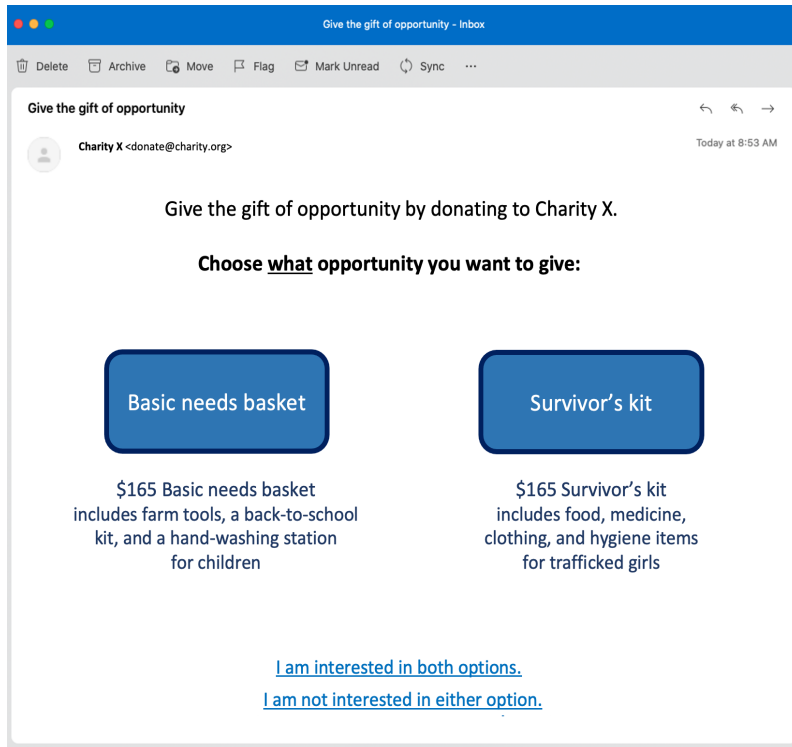 Give the gift of opportunity - Inbox
Delete Archive Move Flag Mark Unread Sync ...
Give the gift of opportunity
Charity X <donate@charity.org>
Today at 8:53 AM
Give the gift of opportunity by donating to Charity X.
Choose what opportunity you want to give:
Basic needs basket
$165 Basic needs basket
includes farm tools, a back-to-school
kit, and a hand-washing station
for children
Survivor’s kit
$165 Survivor’s kit
includes food, medicine,
clothing, and hygiene items
for trafficked girls
I am interested in both options.
I am not interested in either option.